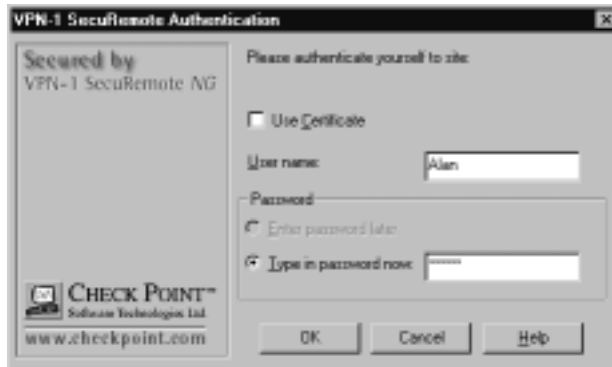 VPN-1 SecuRemote Authentication
Secured by
VPN-1 SecuRemote NG
Please authenticate yourself to site:
Use Certificate
User name:
Alan
Password
Enter password later
Type in password now:
CHECK POINT™
Software Technologies Ltd.
www.checkpoint.com
OK
Cancel
Help